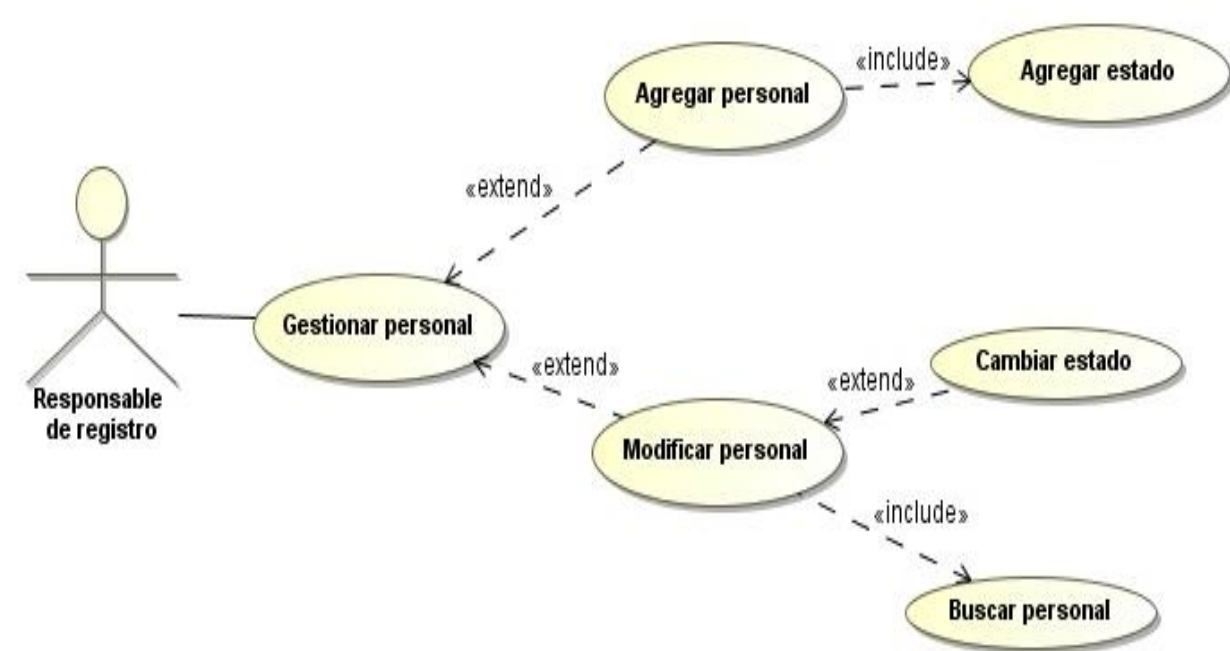 Agregar personal
«include»
Agregar estado
«extend»
Gestionar personal
Responsable
de registro
«extend»
Modificar personal
«extend»
Cambiar estado
«include»
Buscar personal